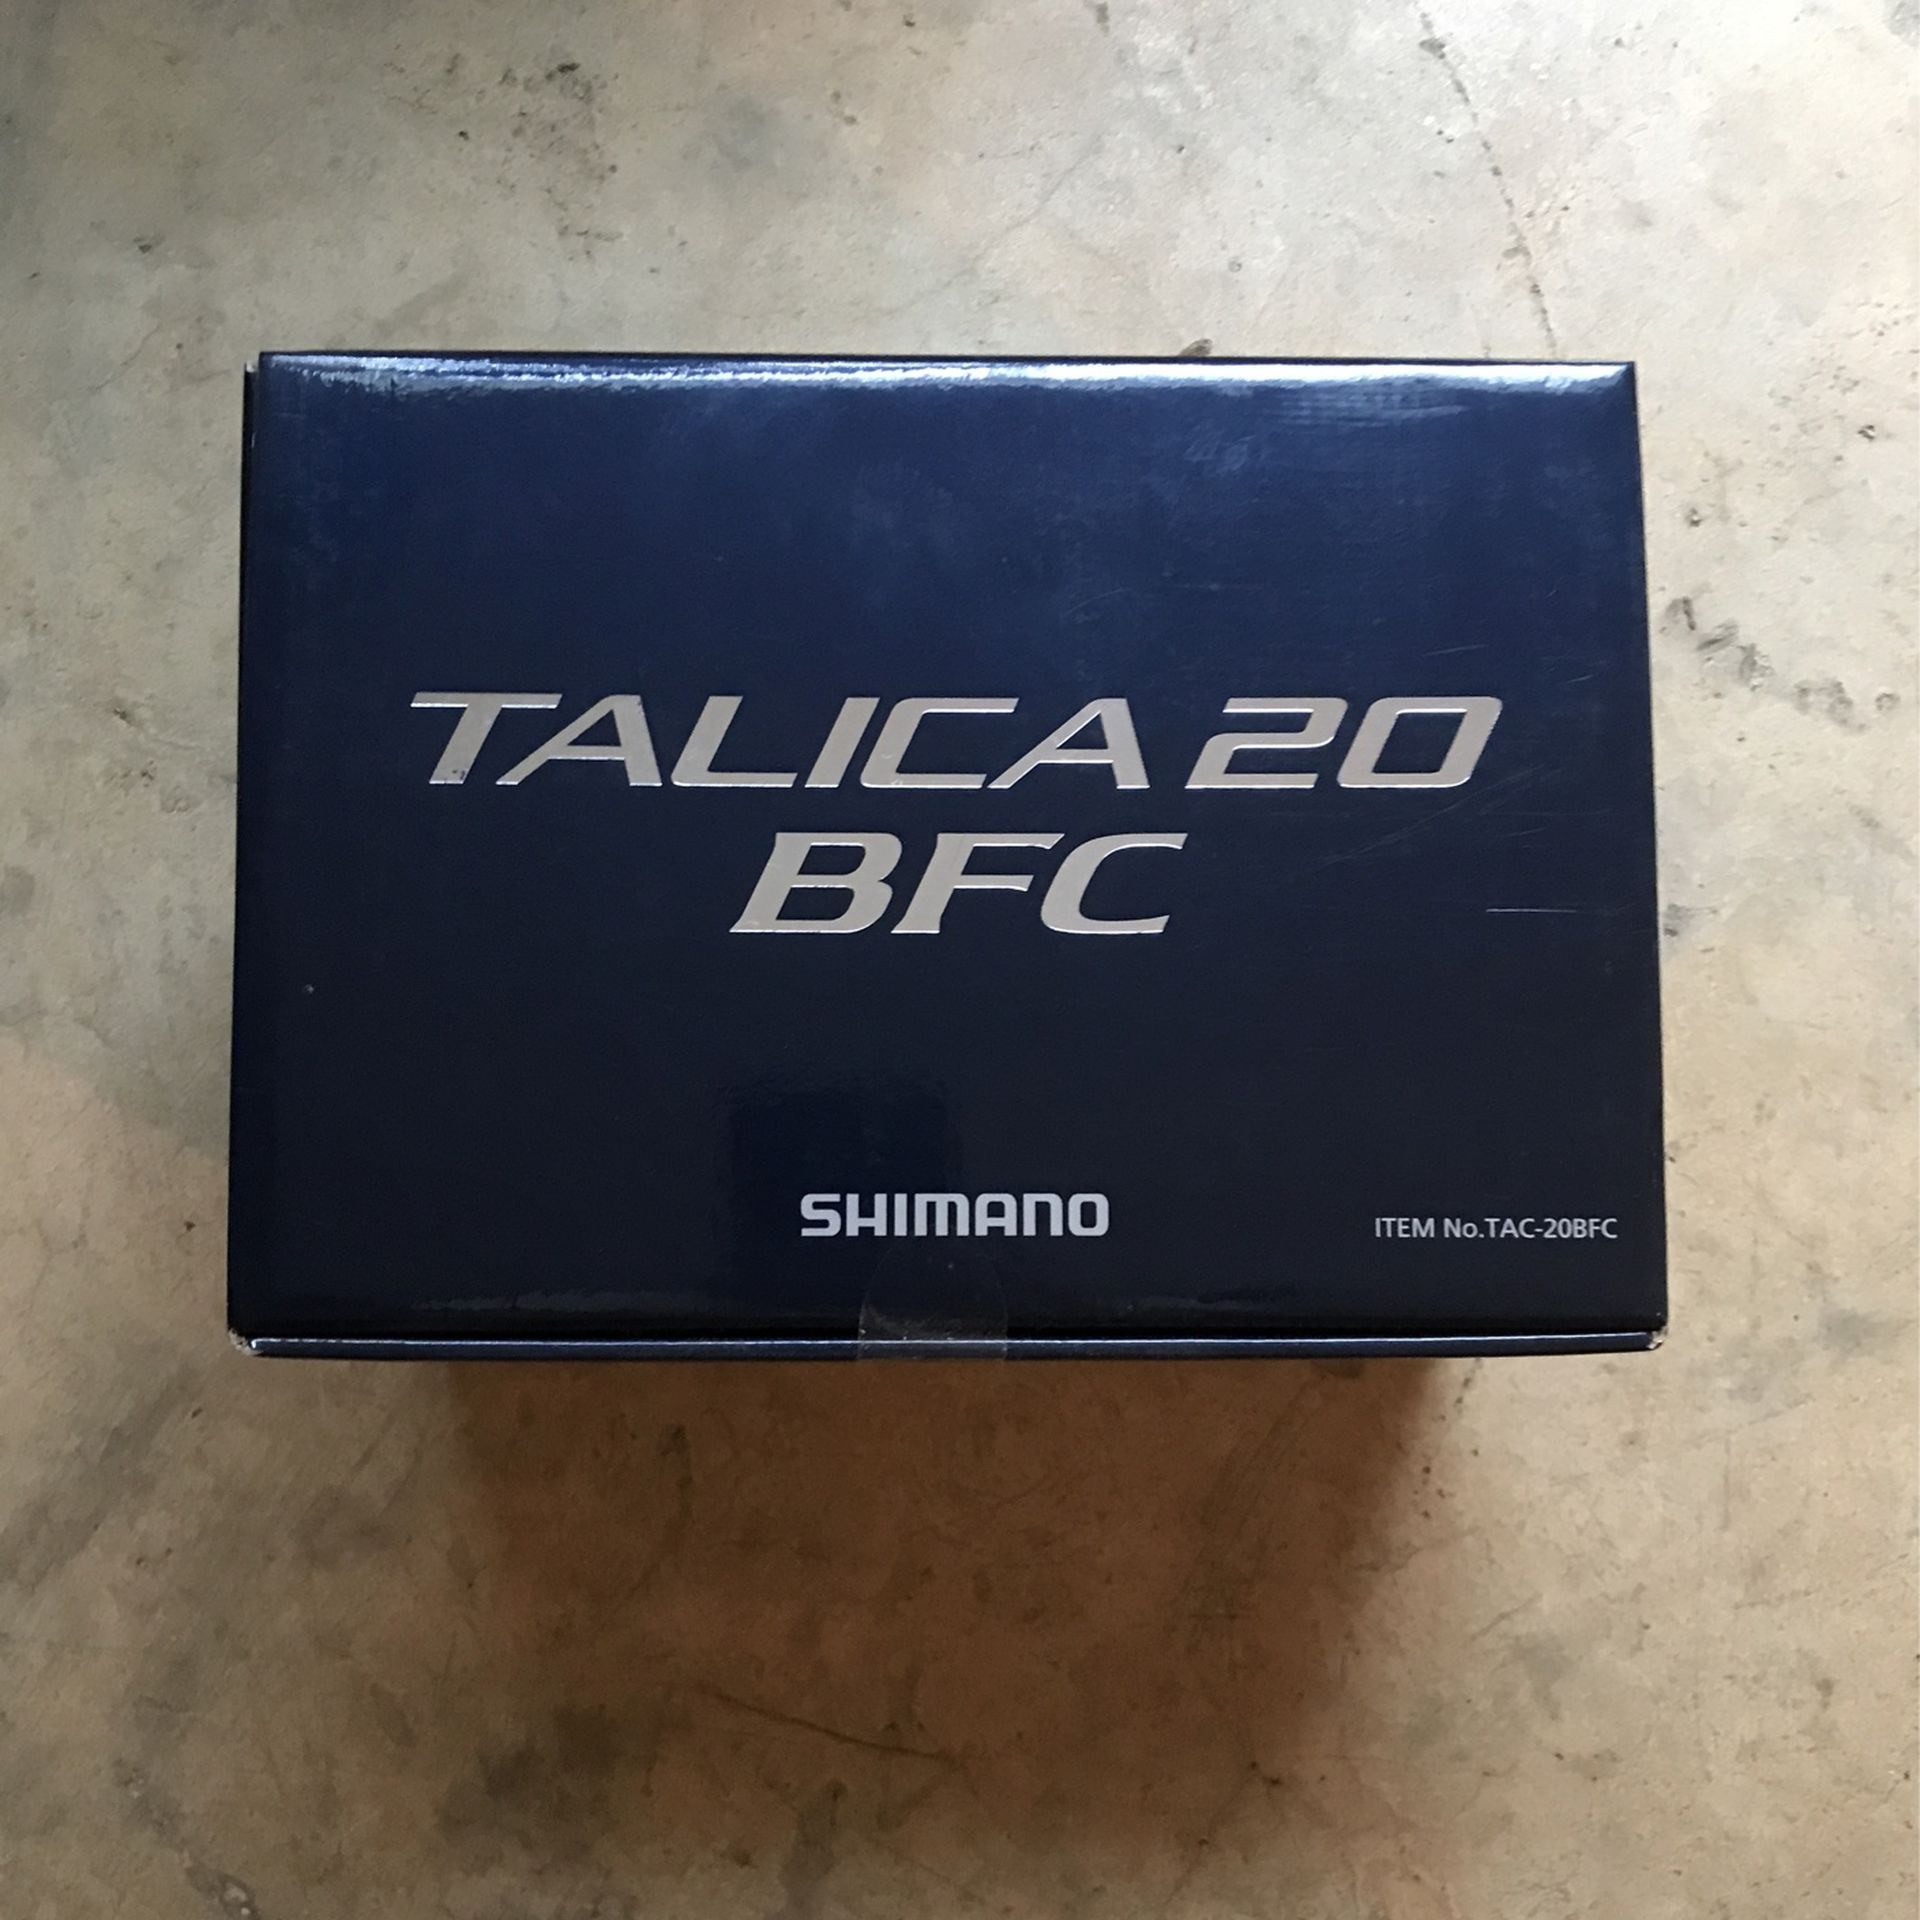 TALICA 20
BFC
SHIMANO
ITEM No.TAC-20BFC